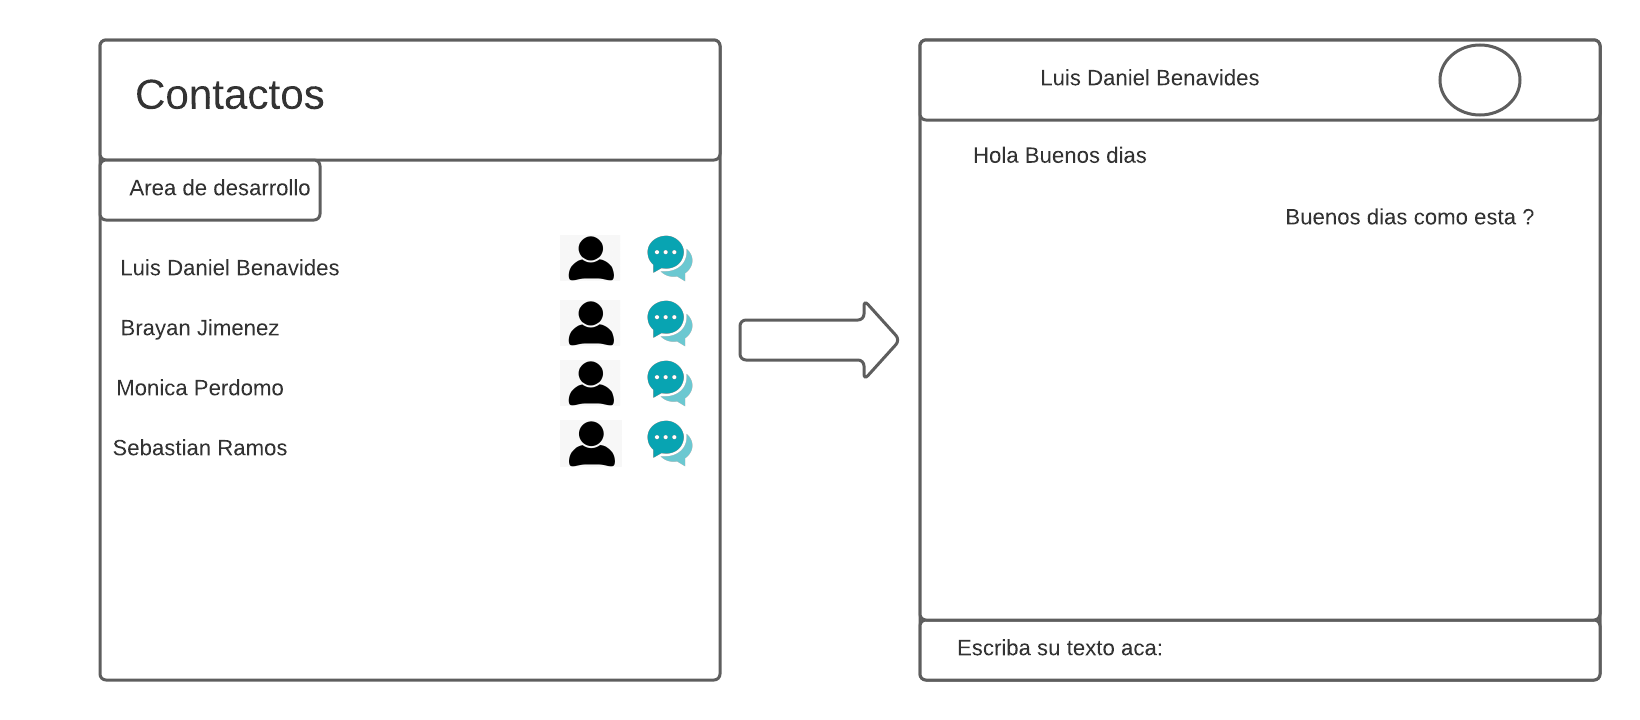 Contactos
Area de desarrollo
Luis Daniel Benavides
Brayan Jimenez
Monica Perdomo
Sebastian Ramos
Luis Daniel Benavides
Hola Buenos dias
Buenos dias como esta ?
Escriba su texto aca: